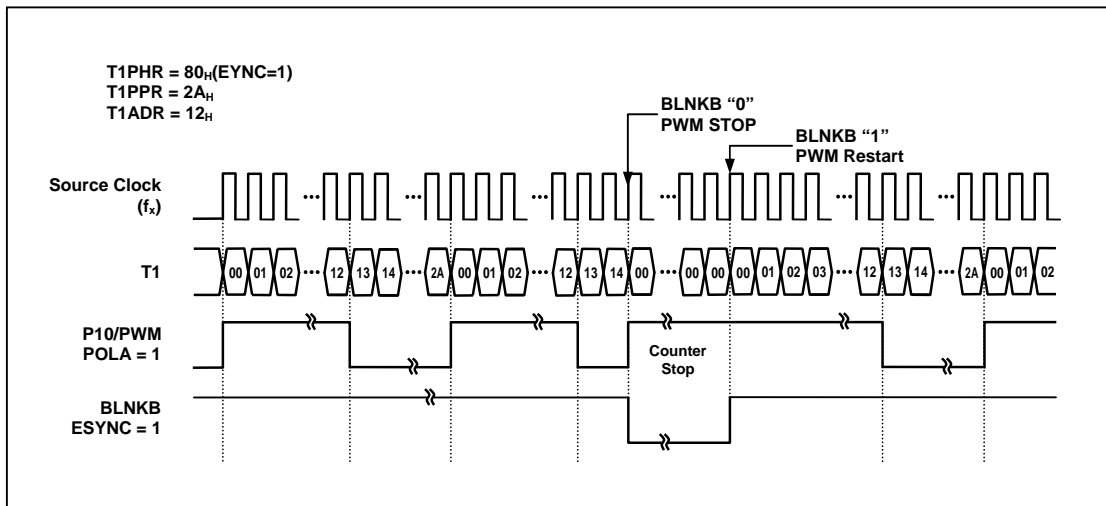 T1PHR = 80H(EYNC=1)
T1PPR = 2AH
T1ADR = 12H
BLNKB “0”
PWM STOP
BLNKB “1”
PWM Restart
Source Clock
(fx)
T1
00 01 02 12 13 14 2A 00 01 02 12 13 14 00 00 00 00 01 02 03 12 13 14 2A 00 01 02
P10/PWM
POLA = 1
Counter
Stop
BLNKB
ESYNC = 1